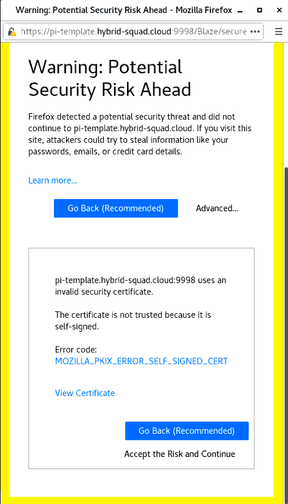 Warning: Potential Security Risk Ahead - Mozilla Firefox
https://pi-template.hybrid-squad.cloud:9998/Blaze/secure
Warning: Potential
Security Risk Ahead
Firefox detected a potential security threat and did not
continue to pi-template.hybrid-squad.cloud. If you visit this
site, attackers could try to steal information like your
passwords, emails, or credit card details.
Learn more...
Go Back (Recommended)
Advanced...
pi-template.hybrid-squad.cloud:9998 uses an
invalid security certificate.
The certificate is not trusted because it is
self-signed.
Error code:
MOZILLA_PKIX_ERROR_SELF_SIGNED_CERT
View Certificate
Go Back (Recommended)
Accept the Risk and Continue